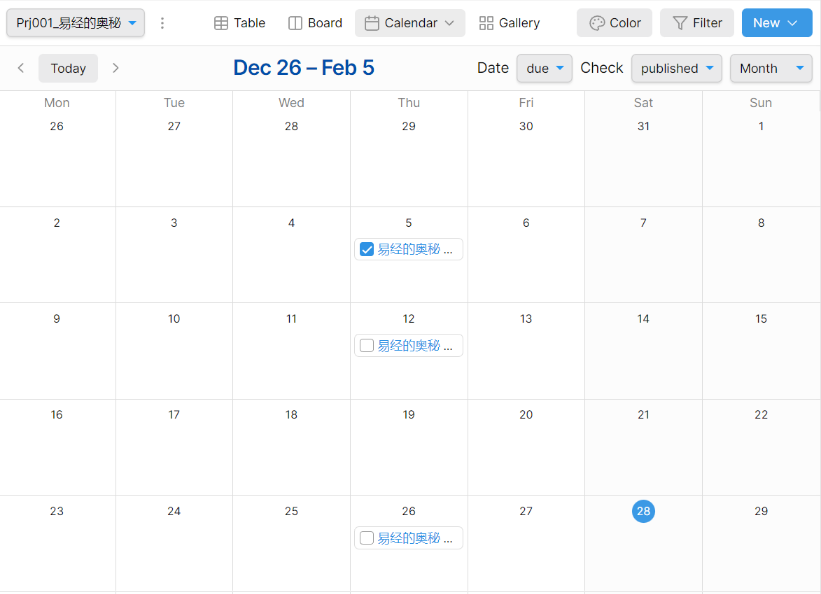 Prj001_易经的奥秘 Table Board Calendar Gallery Color Filter New
Today Dec 26 – Feb 5 Date due Check published Month
Mon Tue Wed Thu Fri Sat Sun
26 27 28 29 30 31 1
2 3 4 5 6 7 8
易经的奥秘 ...
9 10 11 12 13 14 15
易经的奥秘 ...
16 17 18 19 20 21 22
23 24 25 26 27 28 29
易经的奥秘 ...